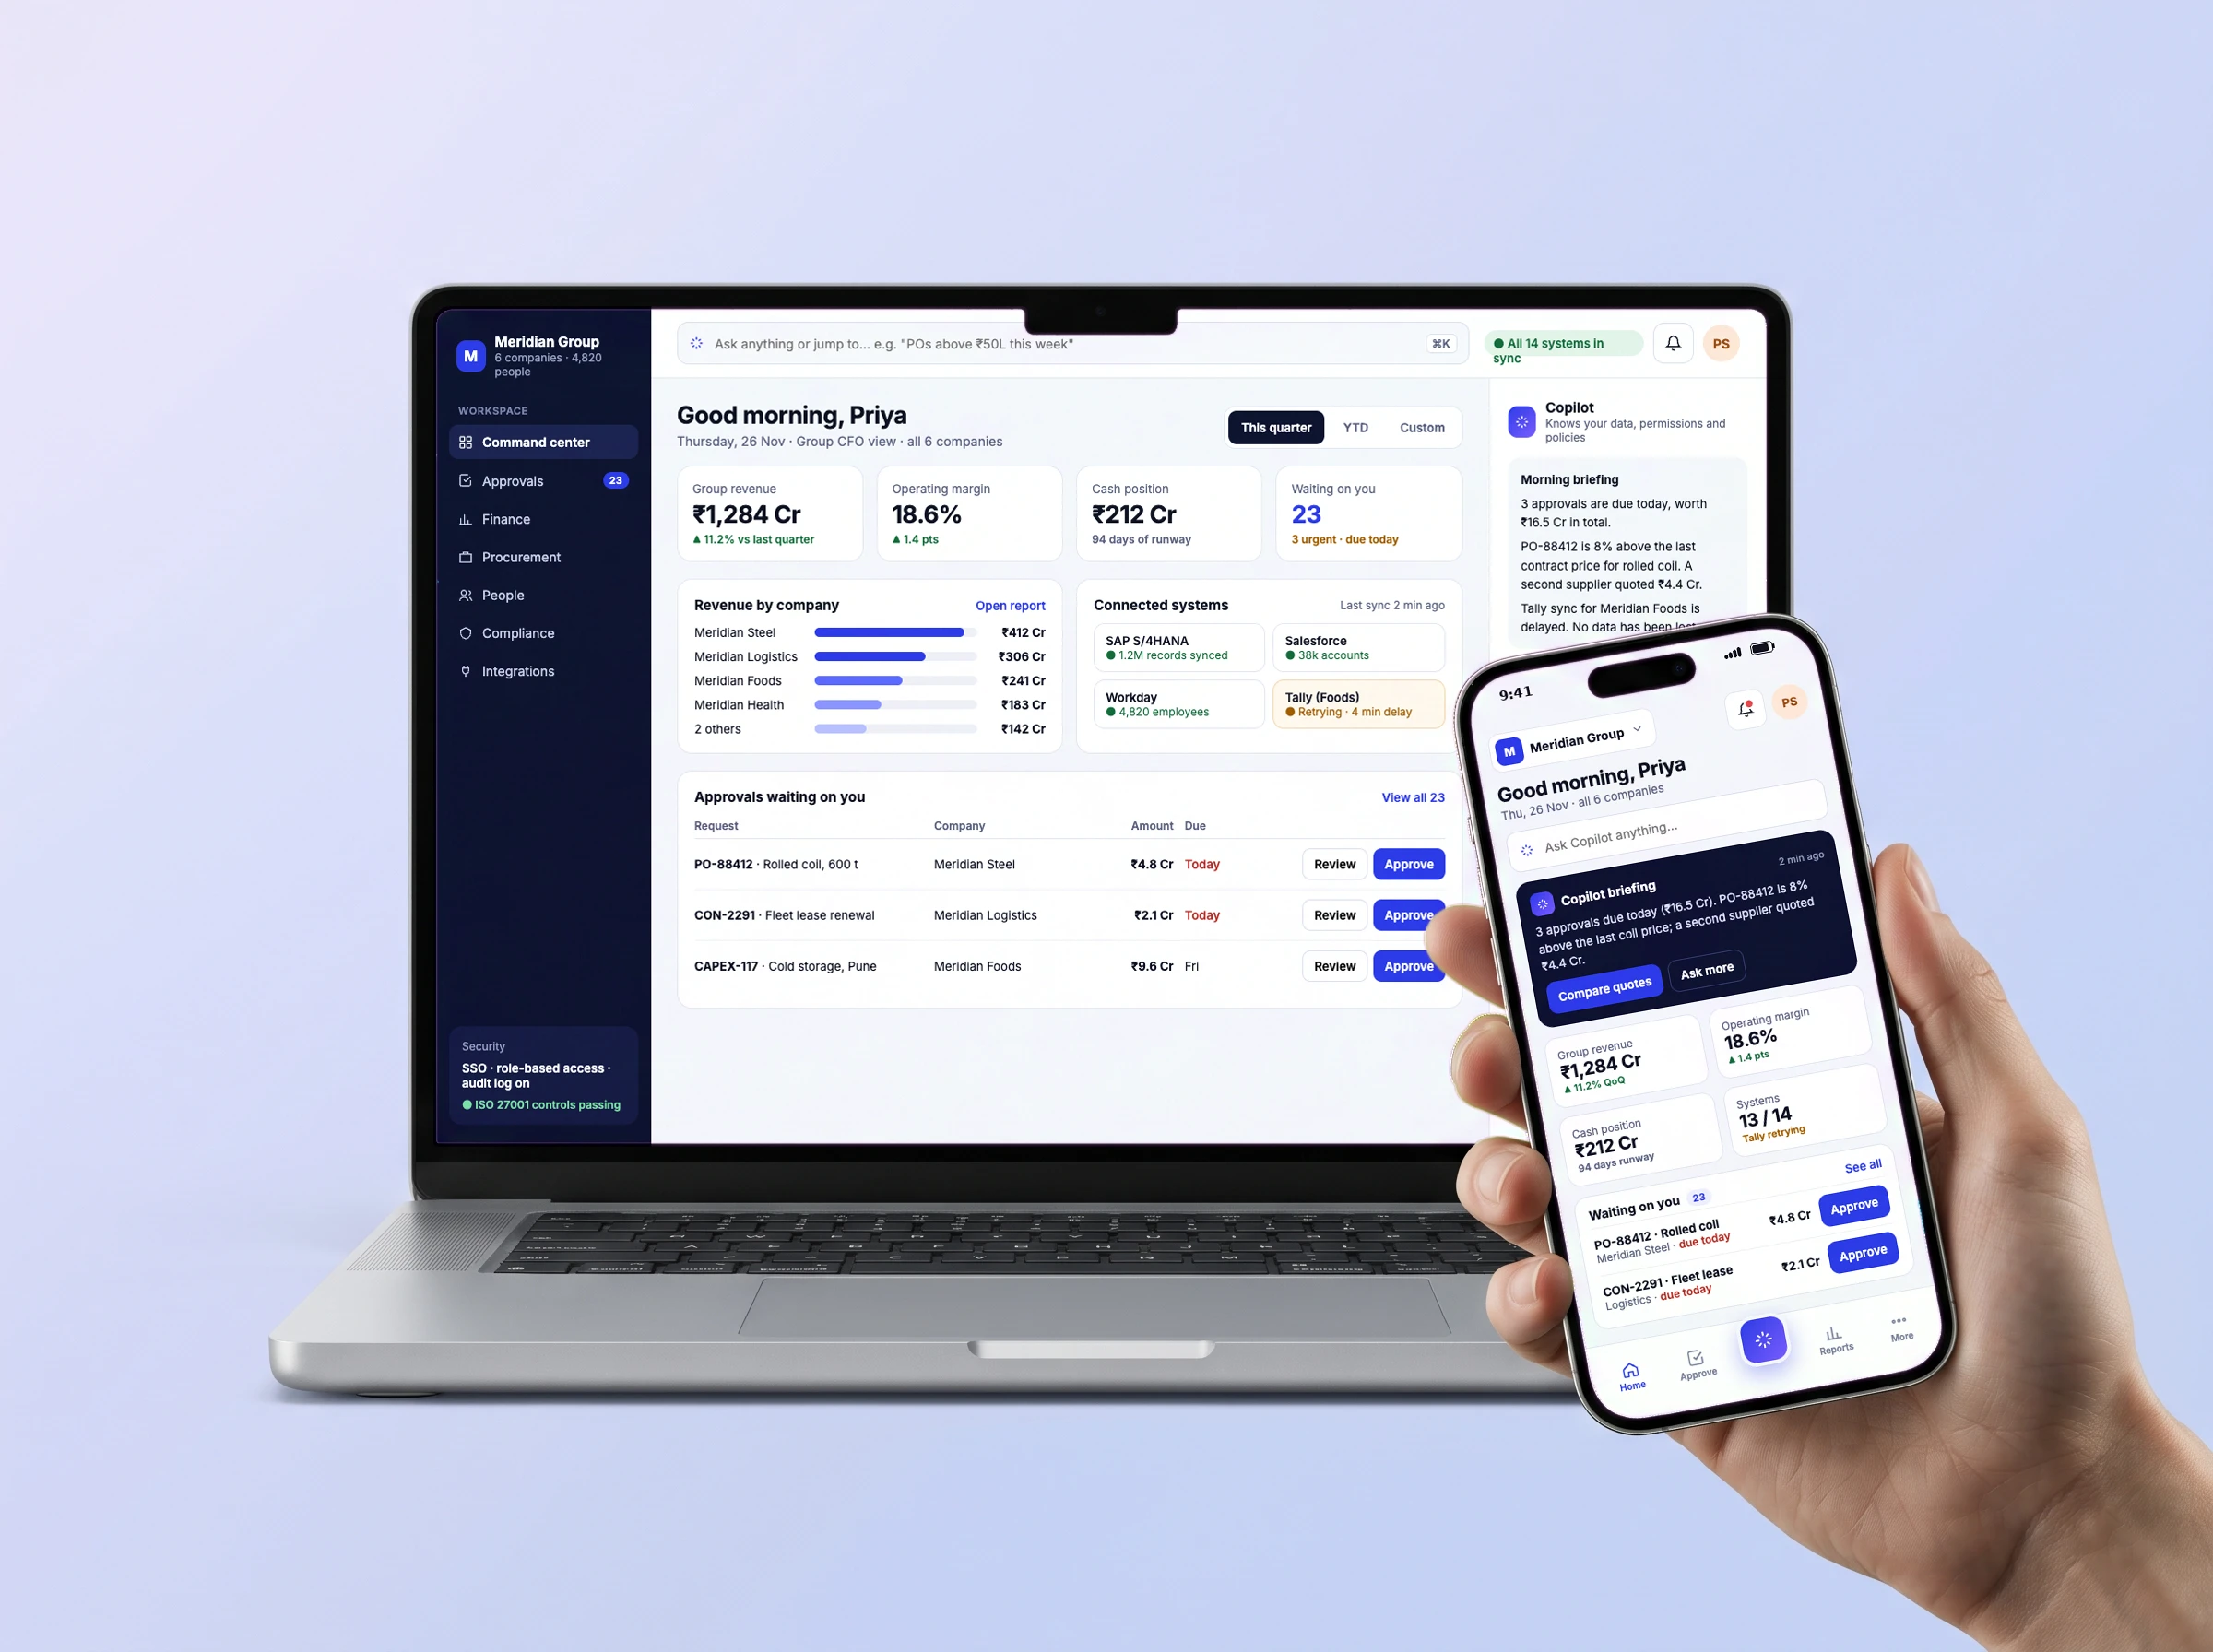 M
Meridian Group
6 companies · 4,820
people
WORKSPACE
Command center
Approvals 23
Finance
Procurement
People
Compliance
Integrations
Security
SSO · role-based access ·
audit log on
ISO 27001 controls passing
Ask anything or jump to... e.g. "POs above ₹50L this week" ⌘K
All 14 systems in
sync
PS
Good morning, Priya
Thursday, 26 Nov · Group CFO view · all 6 companies
This quarter YTD Custom
Group revenue
₹1,284 Cr
▲ 11.2% vs last quarter
Operating margin
18.6%
▲ 1.4 pts
Cash position
₹212 Cr
94 days of runway
Waiting on you
23
3 urgent · due today
Revenue by company Open report
Meridian Steel ₹412 Cr
Meridian Logistics ₹306 Cr
Meridian Foods ₹241 Cr
Meridian Health ₹183 Cr
2 others ₹142 Cr
Connected systems Last sync 2 min ago
SAP S/4HANA
1.2M records synced
Salesforce
38k accounts
Workday
4,820 employees
Tally (Foods)
Retrying · 4 min delay
Approvals waiting on you View all 23
Request Company Amount Due
PO-88412 · Rolled coil, 600 t Meridian Steel ₹4.8 Cr Today Review Approve
CON-2291 · Fleet lease renewal Meridian Logistics ₹2.1 Cr Today Review Approve
CAPEX-117 · Cold storage, Pune Meridian Foods ₹9.6 Cr Fri Review Approve
Copilot
Knows your data, permissions and
policies
Morning briefing
3 approvals are due today, worth
₹16.5 Cr in total.
PO-88412 is 8% above the last
contract price for rolled coil. A
second supplier quoted ₹4.4 Cr.
Tally sync for Meridian Foods is
delayed. No data has been lost
9:41
M Meridian Group
PS
Good morning, Priya
Thu, 26 Nov · all 6 companies
Ask Copilot anything...
Copilot briefing 2 min ago
3 approvals due today (₹16.5 Cr). PO-88412 is 8%
above the last coil price; a second supplier quoted
₹4.4 Cr.
Compare quotes Ask more
Group revenue
₹1,284 Cr
▲ 11.2% QoQ
Operating margin
18.6%
▲ 1.4 pts
Cash position
₹212 Cr
94 days runway
Systems
13 / 14
Tally retrying
Waiting on you 23 See all
PO-88412 · Rolled coil
Meridian Steel · due today
₹4.8 Cr Approve
CON-2291 · Fleet lease
Logistics · due today
₹2.1 Cr Approve
Home Approve Reports More